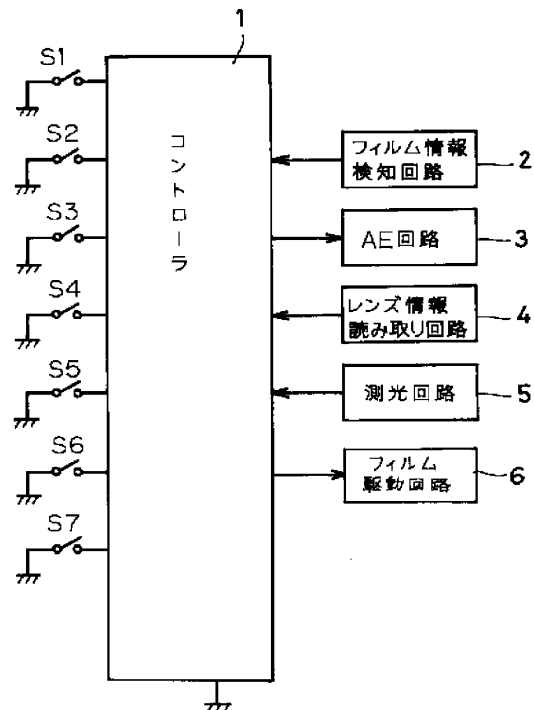 1
S1
S2
S3
S4
S5
S6
S7
コントローラ
フィルム情報
検知回路
2
AE回路
3
レンズ情報
読み取り回路
4
測光回路
5
フィルム
駆動回路
6